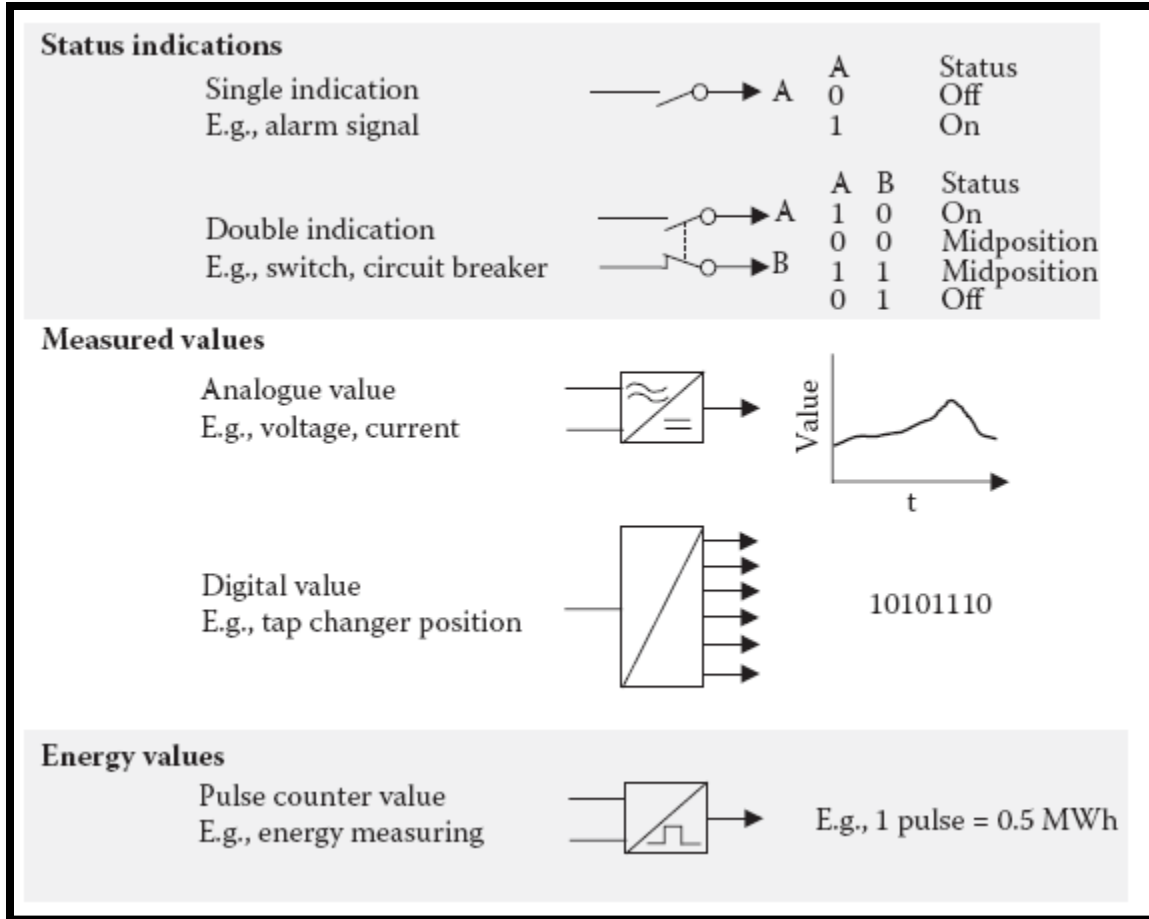 Status indications
Single indication
E.g., alarm signal
A
A Status
0 Off
1 On
Double indication
E.g., switch, circuit breaker
A
B
A B Status
1 0 On
0 0 Midposition
1 1 Midposition
0 1 Off
Measured values
Analogue value
E.g., voltage, current
Value
t
Digital value
E.g., tap changer position
10101110
Energy values
Pulse counter value
E.g., energy measuring
E.g., 1 pulse = 0.5 MWh